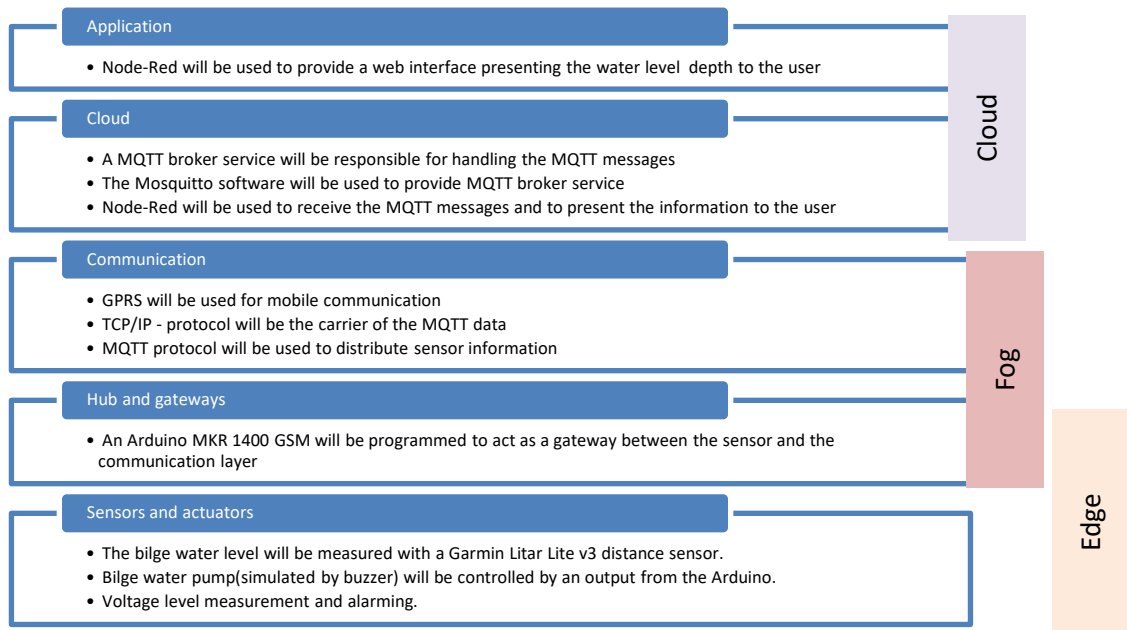 Application
• Node-Red will be used to provide a web interface presenting the water level depth to the user
Cloud
• A MQTT broker service will be responsible for handling the MQTT messages
• The Mosquitto software will be used to provide MQTT broker service
• Node-Red will be used to receive the MQTT messages and to present the information to the user
Cloud
Communication
• GPRS will be used for mobile communication
• TCP/IP - protocol will be the carrier of the MQTT data
• MQTT protocol will be used to distribute sensor information
Hub and gateways
• An Arduino MKR 1400 GSM will be programmed to act as a gateway between the sensor and the
communication layer
Fog
Sensors and actuators
• The bilge water level will be measured with a Garmin Litar Lite v3 distance sensor.
• Bilge water pump(simulated by buzzer) will be controlled by an output from the Arduino.
• Voltage level measurement and alarming.
Edge